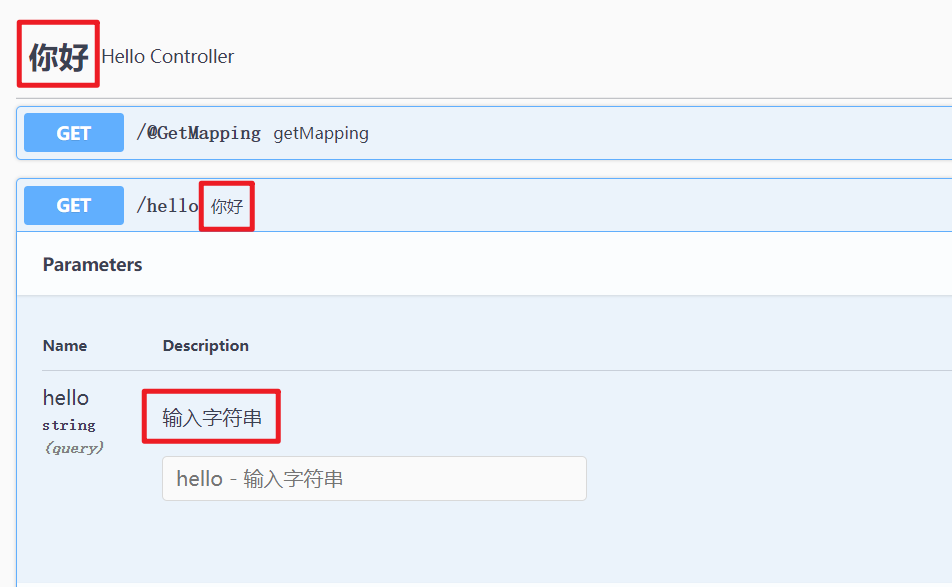 你好 Hello Controller
GET /@GetMapping getMapping
GET /hello 你好
Parameters
Name Description
hello
输入字符串
string
(query)
hello - 输入字符串